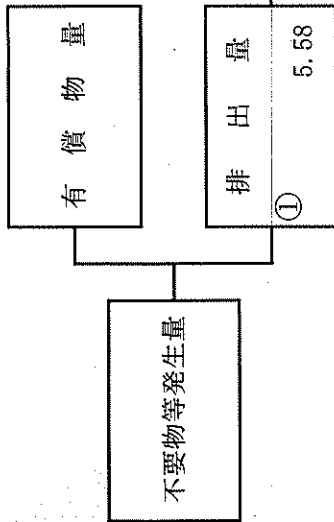 有償物量
不要物等発生量
排出量
①
5.58